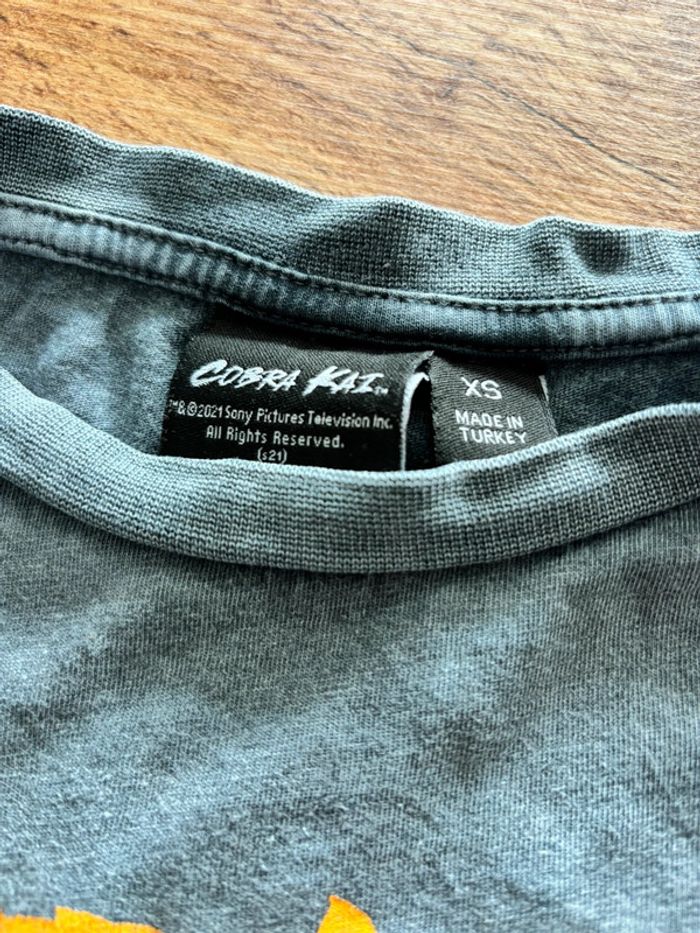 COBRA KAI™
™&©2021 Sony Pictures Television Inc.
All Rights Reserved.
(s21)
XS
MADE IN
TURKEY